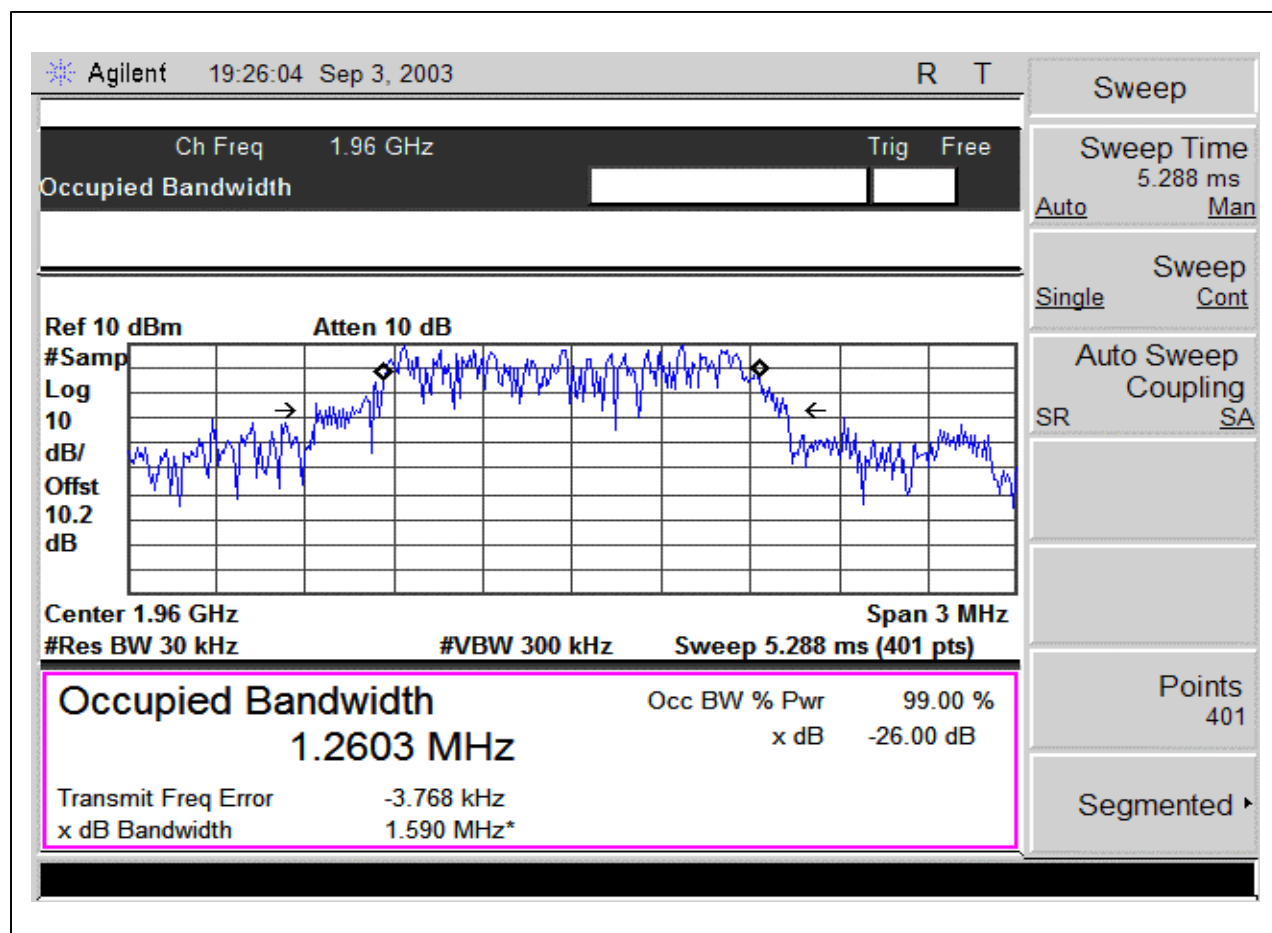 Agilent 19:26:04 Sep 3, 2003 R T
Ch Freq 1.96 GHz Trig Free
Occupied Bandwidth
Ref 10 dBm Atten 10 dB
#Samp
Log
10
dB/
Offst
10.2
dB
Center 1.96 GHz Span 3 MHz
#Res BW 30 kHz #VBW 300 kHz Sweep 5.288 ms (401 pts)
Occupied Bandwidth
1.2603 MHz
Occ BW % Pwr 99.00 %
x dB -26.00 dB
Transmit Freq Error -3.768 kHz
x dB Bandwidth 1.590 MHz*
Sweep
Sweep Time
5.288 ms
Auto Man
Sweep
Single Cont
Auto Sweep
Coupling
SR SA
Points
401
Segmented